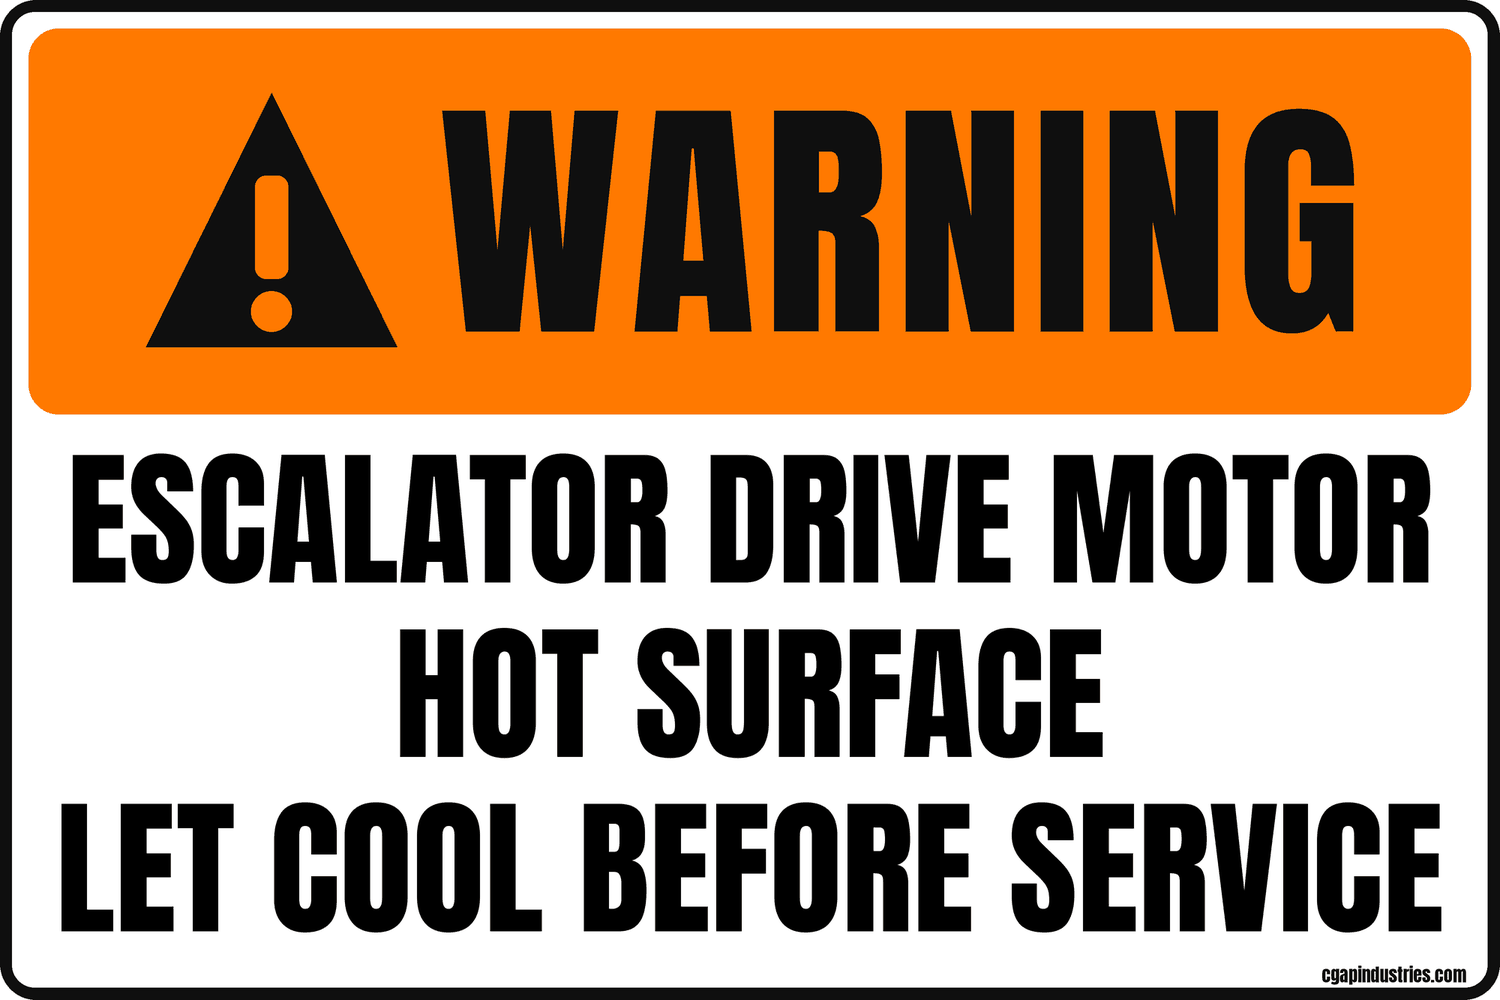 WARNING
ESCALATOR DRIVE MOTOR
HOT SURFACE
LET COOL BEFORE SERVICE
cgapindustries.com